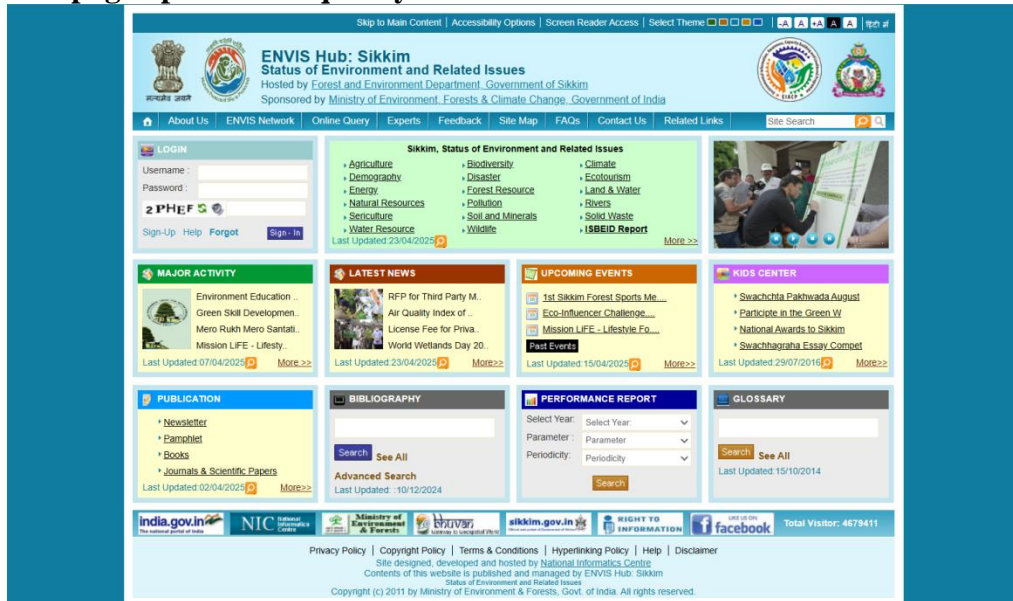 Skip to Main Content | Accessibility Options | Screen Reader Access | Select Theme -A A +A A A
ENVIS Hub: Sikkim
Status of Environment and Related Issues
Hosted by Forest and Environment Department, Government of Sikkim
Sponsored by Ministry of Environment, Forests & Climate Change, Government of India
About Us ENVIS Network Online Query Experts Feedback Site Map FAQs Contact Us Related Links Site Search
LOGIN
Username :
Password :
2PHEF
Sign-Up Help Forgot Sign - In
Sikkim, Status of Environment and Related Issues
Agriculture Biodiversity Climate
Demography Disaster Ecotourism
Energy Forest Resource Land & Water
Natural Resources Pollution Rivers
Sericulture Soil and Minerals Solid Waste
Water Resource Wildlife ISBEID Report
Last Updated:23/04/2025 More >>
MAJOR ACTIVITY
Environment Education ..
Green Skill Developmen..
Mero Rukh Mero Santati..
Mission LiFE - Lifesty..
Last Updated:07/04/2025 More >>
LATEST NEWS
RFP for Third Party M..
Air Quality Index of ..
License Fee for Priva..
World Wetlands Day 20..
Last Updated:23/04/2025 More>>
UPCOMING EVENTS
1st Sikkim Forest Sports Me....
Eco-Influencer Challenge....
Mission LiFE - Lifestyle Fo....
Past Events
Last Updated:15/04/2025 More>>
KIDS CENTER
Swachchta Pakhwada August
Participte in the Green W
National Awards to Sikkim
Swachhagraha Essay Compet
Last Updated:29/07/2016 More>>
PUBLICATION
Newsletter
Pamphlet
Books
Journals & Scientific Papers
Last Updated:02/04/2025 More>>
BIBLIOGRAPHY
Search See All
Advanced Search
Last Updated: :10/12/2024
PERFORMANCE REPORT
Select Year: Select Year:
Parameter : Parameter
Periodicity: Periodicity
Search
GLOSSARY
Search See All
Last Updated:15/10/2014
india.gov.in
The national portal of India
NIC National Informatics Centre
Ministry of Environment & Forests
bhuvan
sikkim.gov.in
RIGHT TO INFORMATION
LIKE US ON facebook
Total Visitor: 4679411
Privacy Policy | Copyright Policy | Terms & Conditions | Hyperlinking Policy | Help | Disclaimer
Site designed, developed and hosted by National Informatics Centre
Contents of this website is published and managed by ENVIS Hub: Sikkim
Status of Environment and Related Issues
Copyright (c) 2011 by Ministry of Environment & Forests, Govt. of India. All rights reserved.